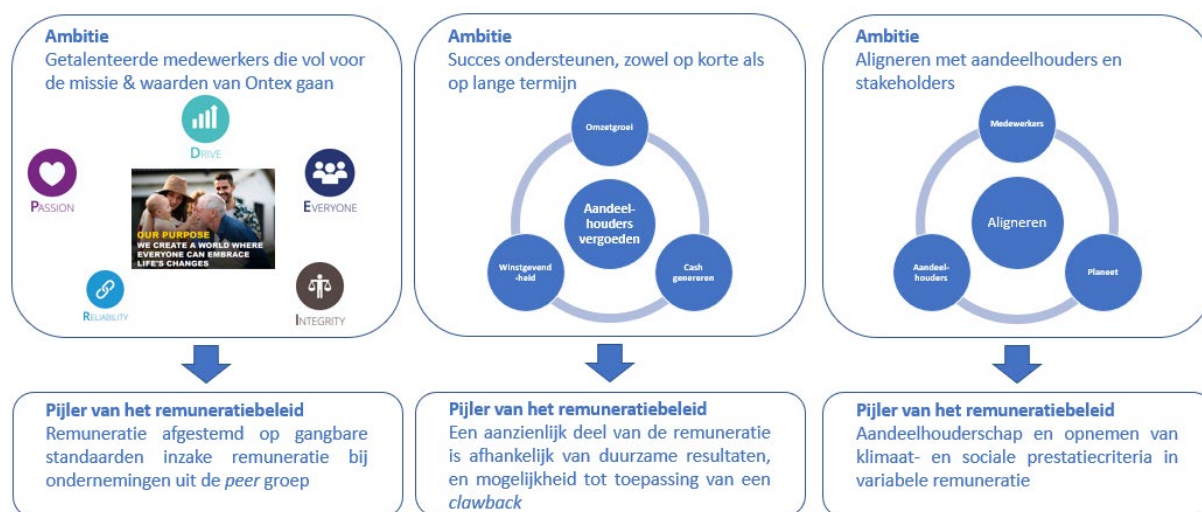 Ambitie
Getalenteerde medewerkers die vol voor
de missie & waarden van Ontex gaan
DRIVE
PASSION
EVERYONE
OUR PURPOSE
WE CREATE A WORLD WHERE
EVERYONE CAN EMBRACE
LIFE'S CHANGES
RELIABILITY
INTEGRITY
Pijler van het remuneratiebeleid
Remuneratie afgestemd op gangbare
standaarden inzake remuneratie bij
ondernemingen uit de peer groep
Ambitie
Succes ondersteunen, zowel op korte als
op lange termijn
Omzetgroei
Aandeel-
houders
vergoeden
Winstgevend
-heid
Cash
genereren
Pijler van het remuneratiebeleid
Een aanzienlijk deel van de remuneratie
is afhankelijk van duurzame resultaten,
en mogelijkheid tot toepassing van een
clawback
Ambitie
Aligneren met aandeelhouders en
stakeholders
Medewerkers
Aligneren
Aandeel-
houders
Planeet
Pijler van het remuneratiebeleid
Aandeelhouderschap en opnemen van
klimaat- en sociale prestatiecriteria in
variabele remuneratie